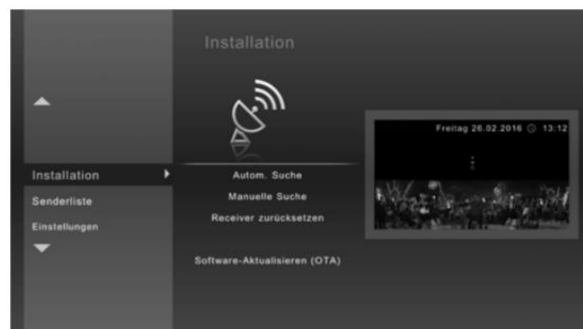 Installation
Installation
Senderliste
Einstellungen
Autom. Suche
Manuelle Suche
Receiver zurücksetzen
Software-Aktualisieren (OTA)
Freitag 26.02.2016 13:12